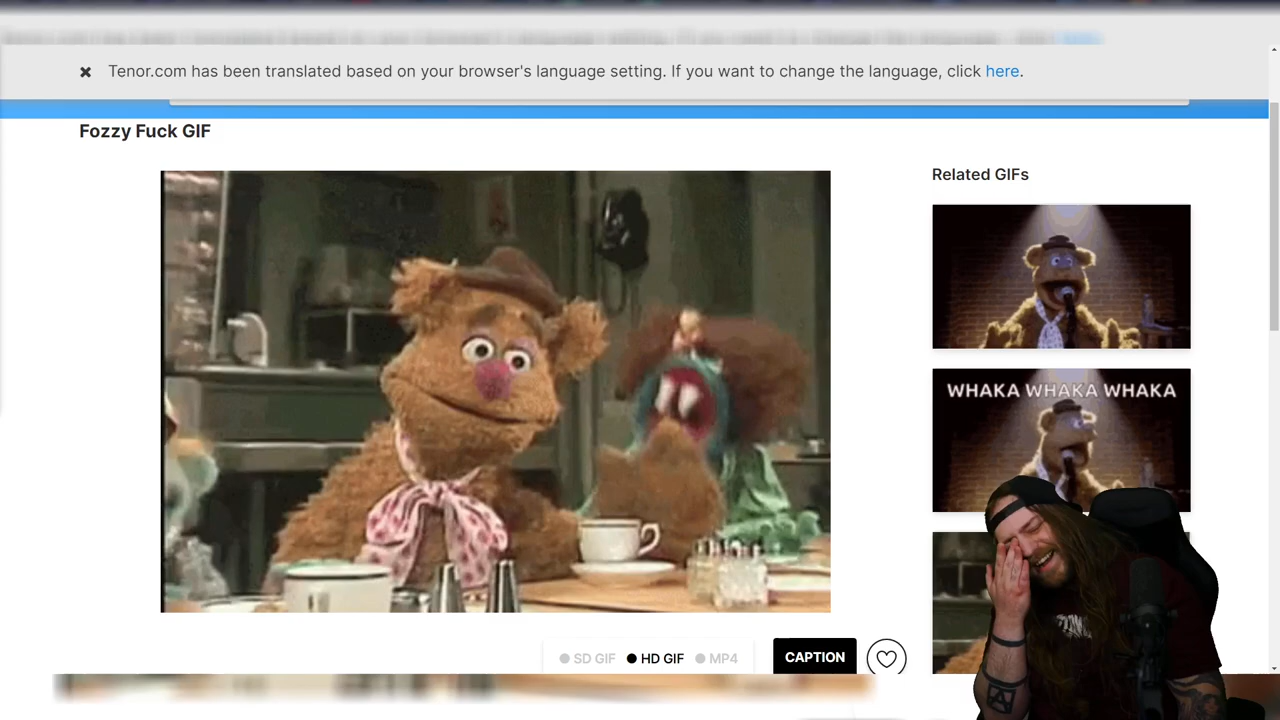 Tenor.com has been translated based on your browser's language setting. If you want to change the language, click here.
Fozzy Fuck GIF
Related GIFs
WHAKA WHAKA WHAKA
SD GIF HD GIF MP4
CAPTION